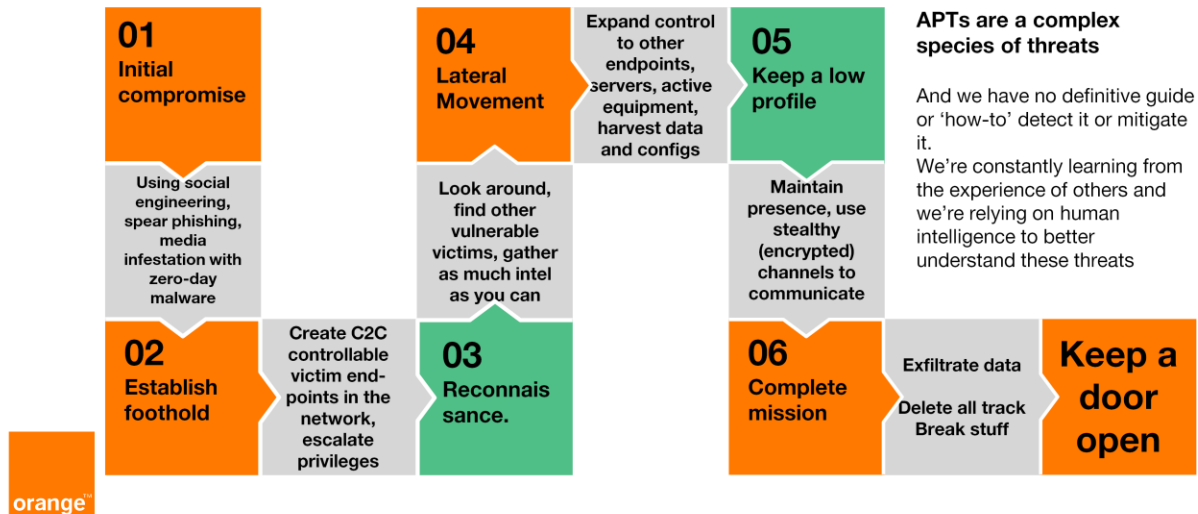 01
Initial
compromise
Using social
engineering,
spear phishing,
media
infestation with
zero-day
malware
02
Establish
foothold
Create C2C
controllable
victim end-
points in the
network,
escalate
privileges
03
Reconnais
sance.
Look around,
find other
vulnerable
victims, gather
as much intel
as you can
04
Lateral
Movement
Expand control
to other
endpoints,
servers, active
equipment,
harvest data
and configs
05
Keep a low
profile
Maintain
presence, use
stealthy
(encrypted)
channels to
communicate
06
Complete
mission
Exfiltrate data
Delete all track
Break stuff
Keep a
door
open
APTs are a complex
species of threats
And we have no definitive guide
or ‘how-to’ detect it or mitigate
it.
We’re constantly learning from
the experience of others and
we’re relying on human
intelligence to better
understand these threats
orange™